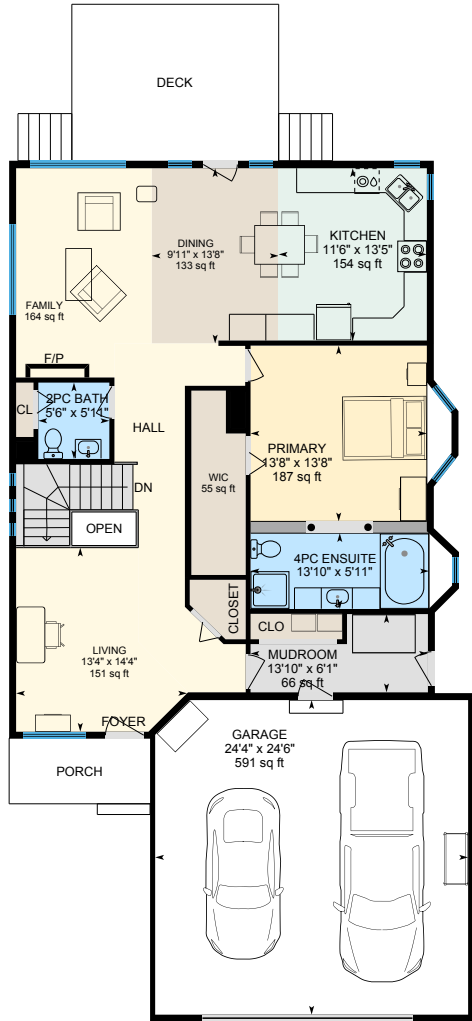 DECK
DINING
9'11" x 13'8"
133 sq ft
KITCHEN
11'6" x 13'5"
154 sq ft
FAMILY
164 sq ft
F/P
2PC BATH
5'6" x 5'11"
CL
HALL
PRIMARY
13'8" x 13'8"
187 sq ft
WIC
55 sq ft
DN
OPEN
4PC ENSUITE
13'10" x 5'11"
CLOSET
CLO
LIVING
13'4" x 14'4"
151 sq ft
MUDROOM
13'10" x 6'1"
66 sq ft
FOYER
GARAGE
24'4" x 24'6"
591 sq ft
PORCH